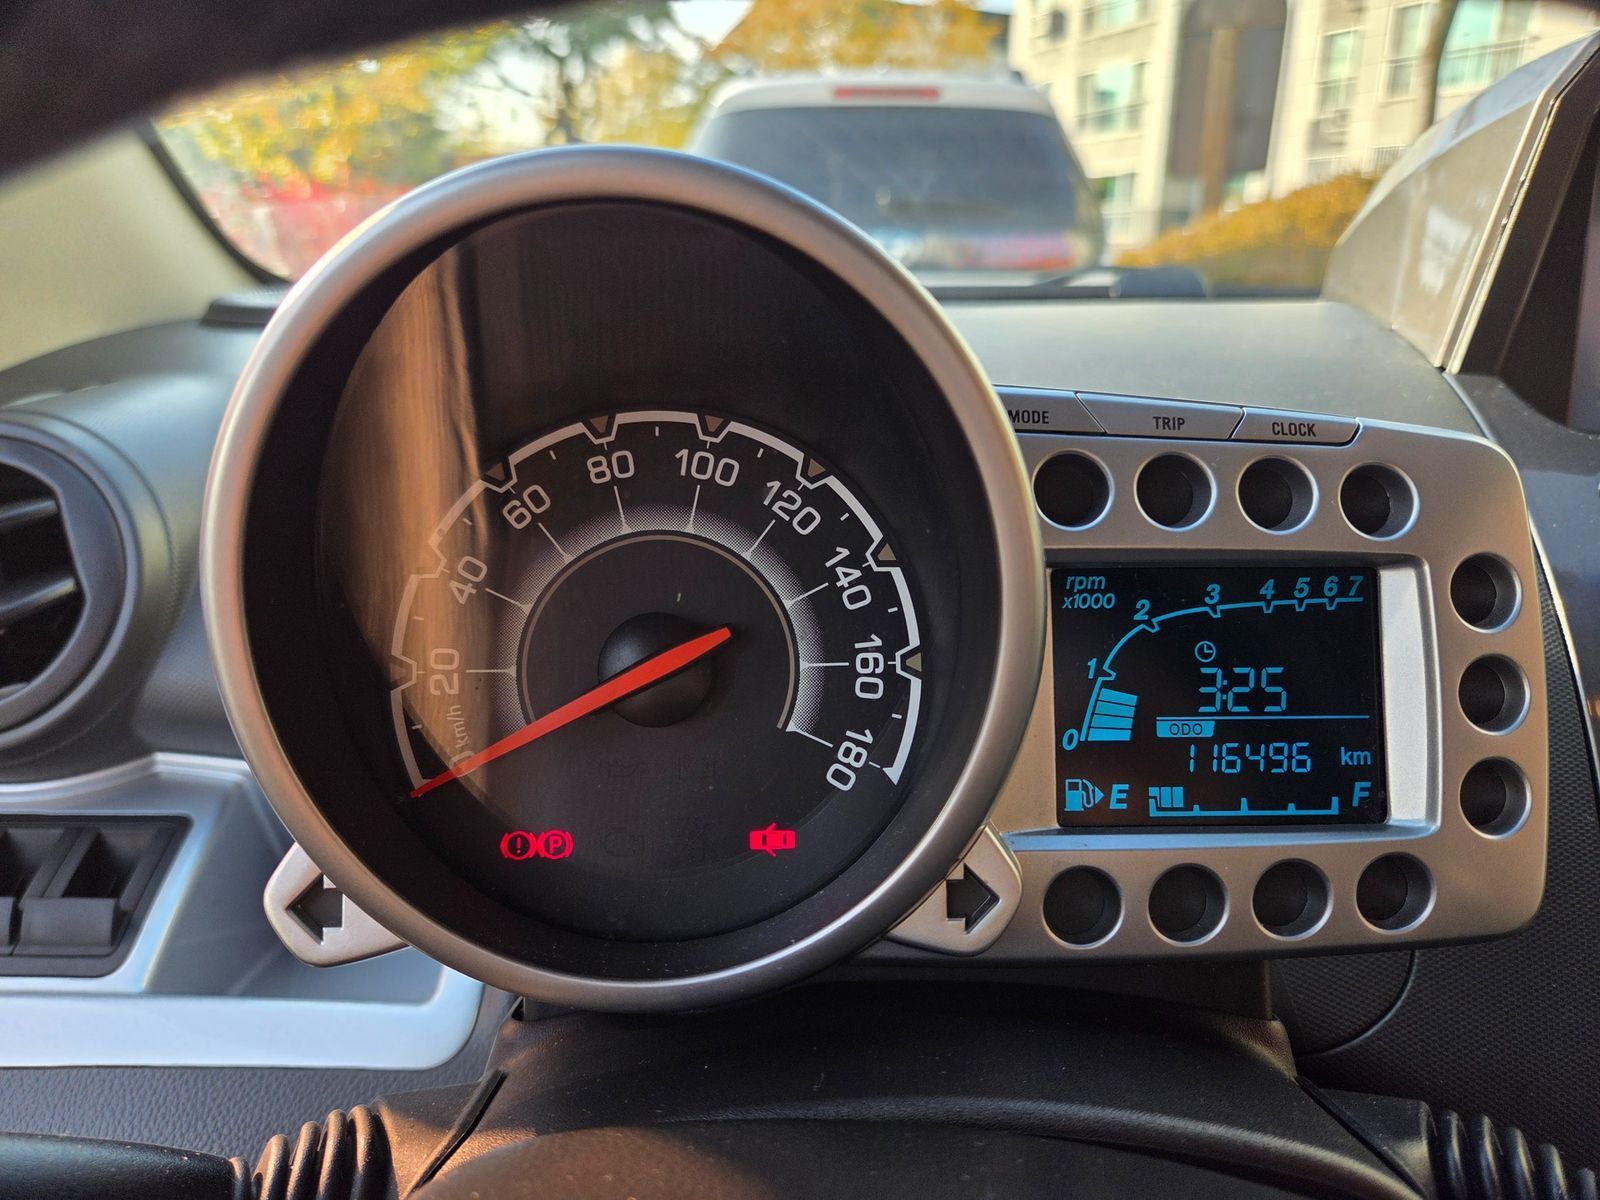 MODE TRIP CLOCK
0 20 40 60 80 100 120 140 160 180
km/h
rpm
x1000
0 1 2 3 4 5 6 7
3:25
ODO
116496 km
E F
! P